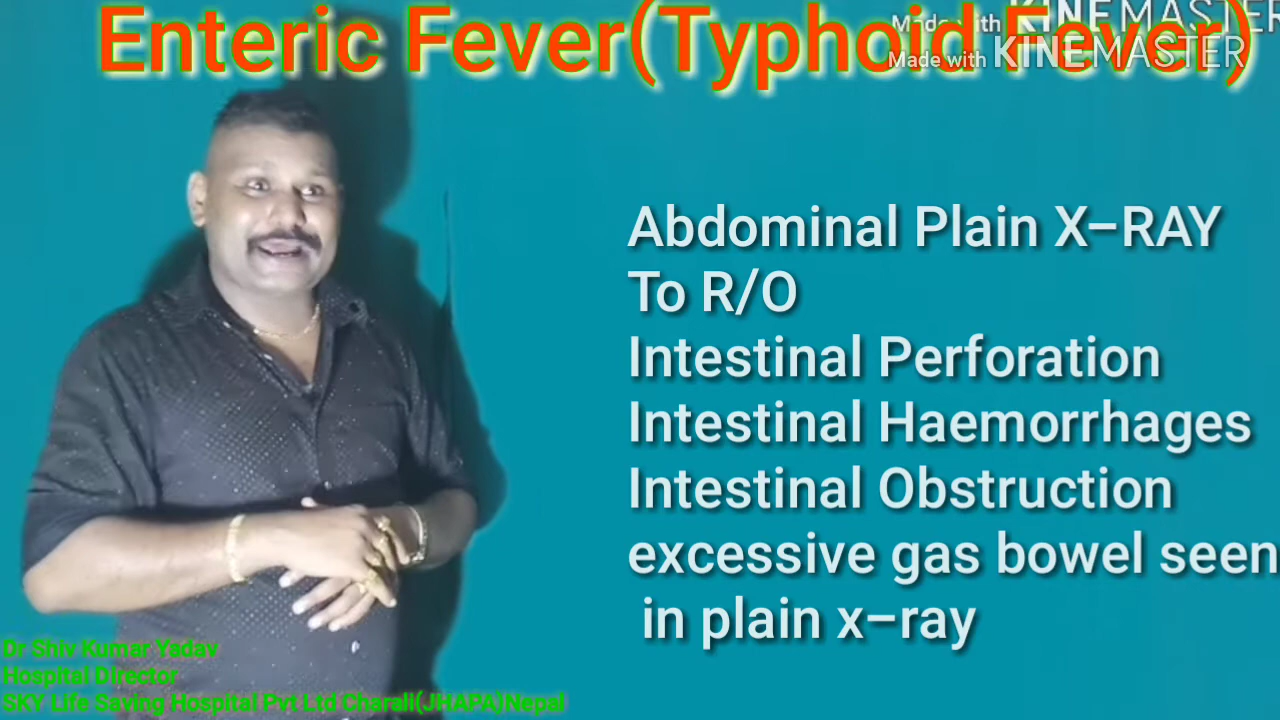 Enteric Fever(Typhoid Fever)
Made with KINEMASTER
Made with KINEMASTER
Abdominal Plain X–RAY
To R/O
Intestinal Perforation
Intestinal Haemorrhages
Intestinal Obstruction
excessive gas bowel seen
in plain x–ray
Dr Shiv Kumar Yadav
Hospital Director
SKY Life Saving Hospital Pvt Ltd Charali(JHAPA)Nepal